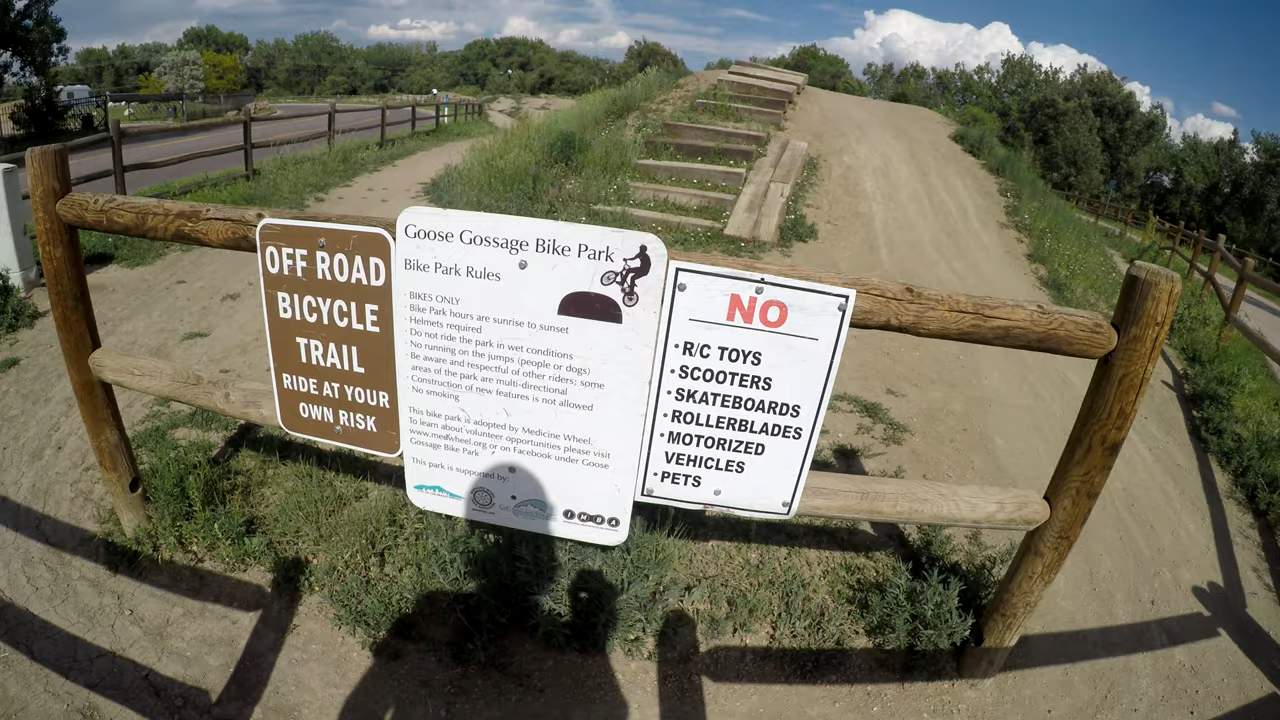 OFF ROAD
BICYCLE
TRAIL
RIDE AT YOUR
OWN RISK
Goose Gossage Bike Park
Bike Park Rules
· BIKES ONLY
· Bike Park hours are sunrise to sunset
· Helmets required
· Do not ride the park in wet conditions
· No running on the jumps (people or dogs)
· Be aware and respectful of other riders; some
areas of the park are multi-directional
· Construction of new features is not allowed
· No smoking
This bike park is adopted by Medicine Wheel.
To learn about volunteer opportunities please visit
www.medwheel.org or on Facebook under Goose
Gossage Bike Park
This park is supported by:
IMBA
NO
• R/C TOYS
• SCOOTERS
• SKATEBOARDS
• ROLLERBLADES
• MOTORIZED
VEHICLES
• PETS